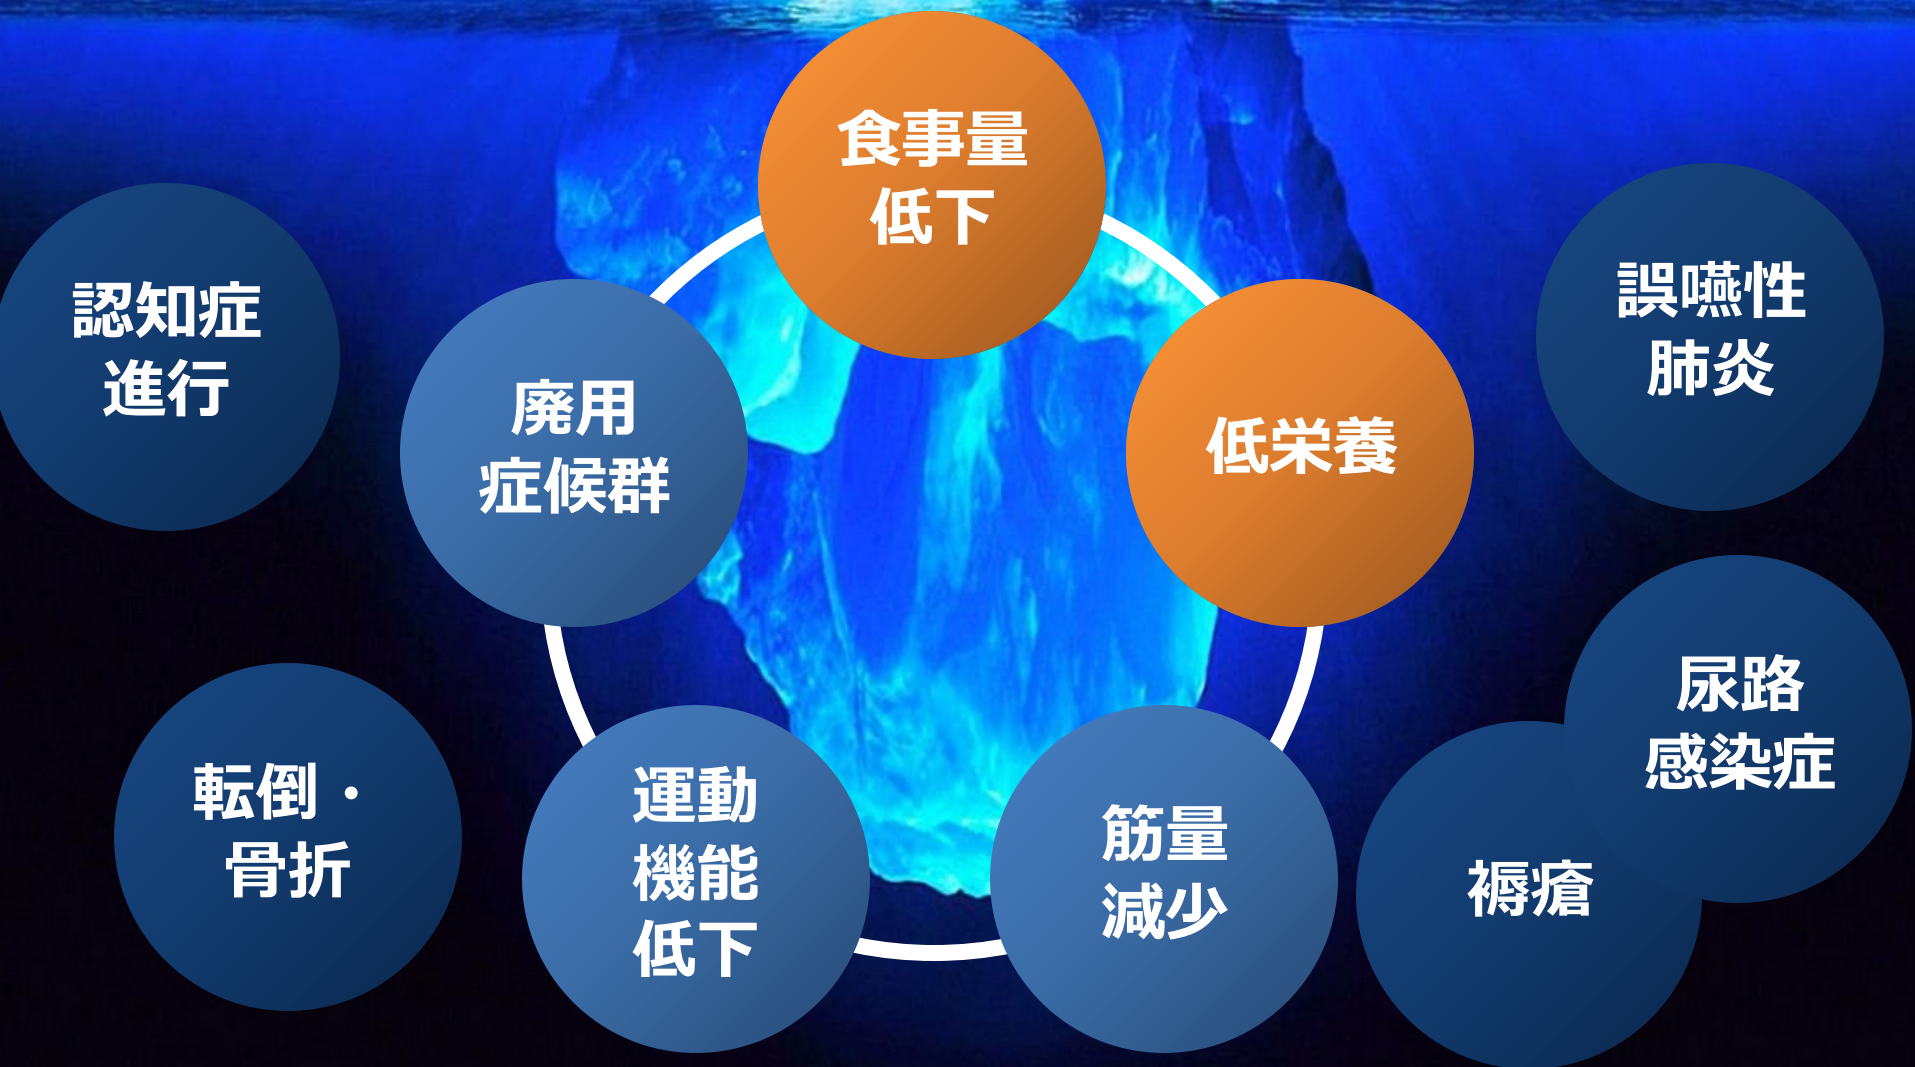 食事量
低下
認知症
進行
廃用
症候群
低栄養
誤嚥性
肺炎
転倒・
骨折
運動
機能
低下
筋量
減少
褥瘡
尿路
感染症